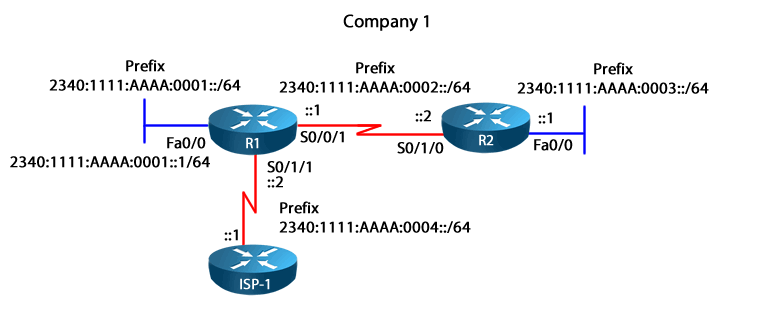 Company 1
Prefix
2340:1111:AAAA:0001::/64
Prefix
2340:1111:AAAA:0002::/64
Prefix
2340:1111:AAAA:0003::/64
::1
::2
::1
R1
R2
Fa0/0
S0/0/1
S0/1/0
Fa0/0
2340:1111:AAAA:0001::1/64
S0/1/1
::2
Prefix
2340:1111:AAAA:0004::/64
::1
ISP-1